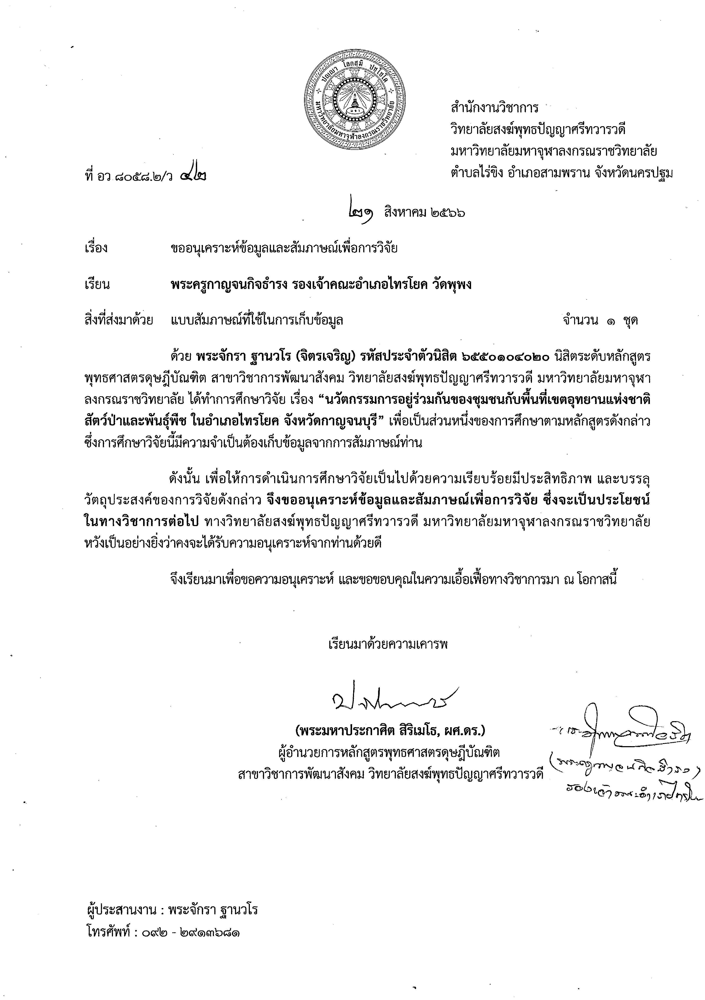 ปญฺญา โลกสฺมิ ปชฺโชโต
มจร
มหาวิทยาลัยมหาจุฬาลงกรณราชวิทยาลัย
สำนักงานวิชาการ
วิทยาลัยสงฆ์พุทธปัญญาศรีทวารวดี
มหาวิทยาลัยมหาจุฬาลงกรณราชวิทยาลัย
ที่ อว ๘๐๕๘.๒/ว ๔๒
ตำบลไร่ขิง อำเภอสามพราน จังหวัดนครปฐม
๒๑ สิงหาคม ๒๕๖๖
เรื่อง ขออนุเคราะห์ข้อมูลและสัมภาษณ์เพื่อการวิจัย
เรียน พระครูกาญจนกิจธำรง รองเจ้าคณะอำเภอไทรโยค วัดพุพง
สิ่งที่ส่งมาด้วย แบบสัมภาษณ์ที่ใช้ในการเก็บข้อมูล จำนวน ๑ ชุด
ด้วย พระจักรา ฐานวโร (จิตรเจริญ) รหัสประจำตัวนิสิต ๖๕๕๐๑๐๔๐๒๐ นิสิตระดับหลักสูตร
พุทธศาสตรดุษฎีบัณฑิต สาขาวิชาการพัฒนาสังคม วิทยาลัยสงฆ์พุทธปัญญาศรีทวารวดี มหาวิทยาลัยมหาจุฬา
ลงกรณราชวิทยาลัย ได้ทำการศึกษาวิจัย เรื่อง “นวัตกรรมการอยู่ร่วมกันของชุมชนกับพื้นที่เขตอุทยานแห่งชาติ
สัตว์ป่าและพันธุ์พืช ในอำเภอไทรโยค จังหวัดกาญจนบุรี” เพื่อเป็นส่วนหนึ่งของการศึกษาตามหลักสูตรดังกล่าว
ซึ่งการศึกษาวิจัยนี้มีความจำเป็นต้องเก็บข้อมูลจากการสัมภาษณ์ท่าน
ดังนั้น เพื่อให้การดำเนินการศึกษาวิจัยเป็นไปด้วยความเรียบร้อยมีประสิทธิภาพ และบรรลุ
วัตถุประสงค์ของการวิจัยดังกล่าว จึงขออนุเคราะห์ข้อมูลและสัมภาษณ์เพื่อการวิจัย ซึ่งจะเป็นประโยชน์
ในทางวิชาการต่อไป ทางวิทยาลัยสงฆ์พุทธปัญญาศรีทวารวดี มหาวิทยาลัยมหาจุฬาลงกรณราชวิทยาลัย
หวังเป็นอย่างยิ่งว่าคงจะได้รับความอนุเคราะห์จากท่านด้วยดี
จึงเรียนมาเพื่อขอความอนุเคราะห์ และขอขอบคุณในความเอื้อเฟื้อทางวิชาการมา ณ โอกาสนี้
เรียนมาด้วยความเคารพ
(พระมหาประกาศิต สิริเมโธ, ผศ.ดร.)
ผู้อำนวยการหลักสูตรพุทธศาสตรดุษฎีบัณฑิต
สาขาวิชาการพัฒนาสังคม วิทยาลัยสงฆ์พุทธปัญญาศรีทวารวดี
(พระครูกาญจนกิจธำรง)
ผู้ประสานงาน : พระจักรา ฐานวโร
โทรศัพท์ : ๐๙๒ - ๒๙๑๓๖๘๑